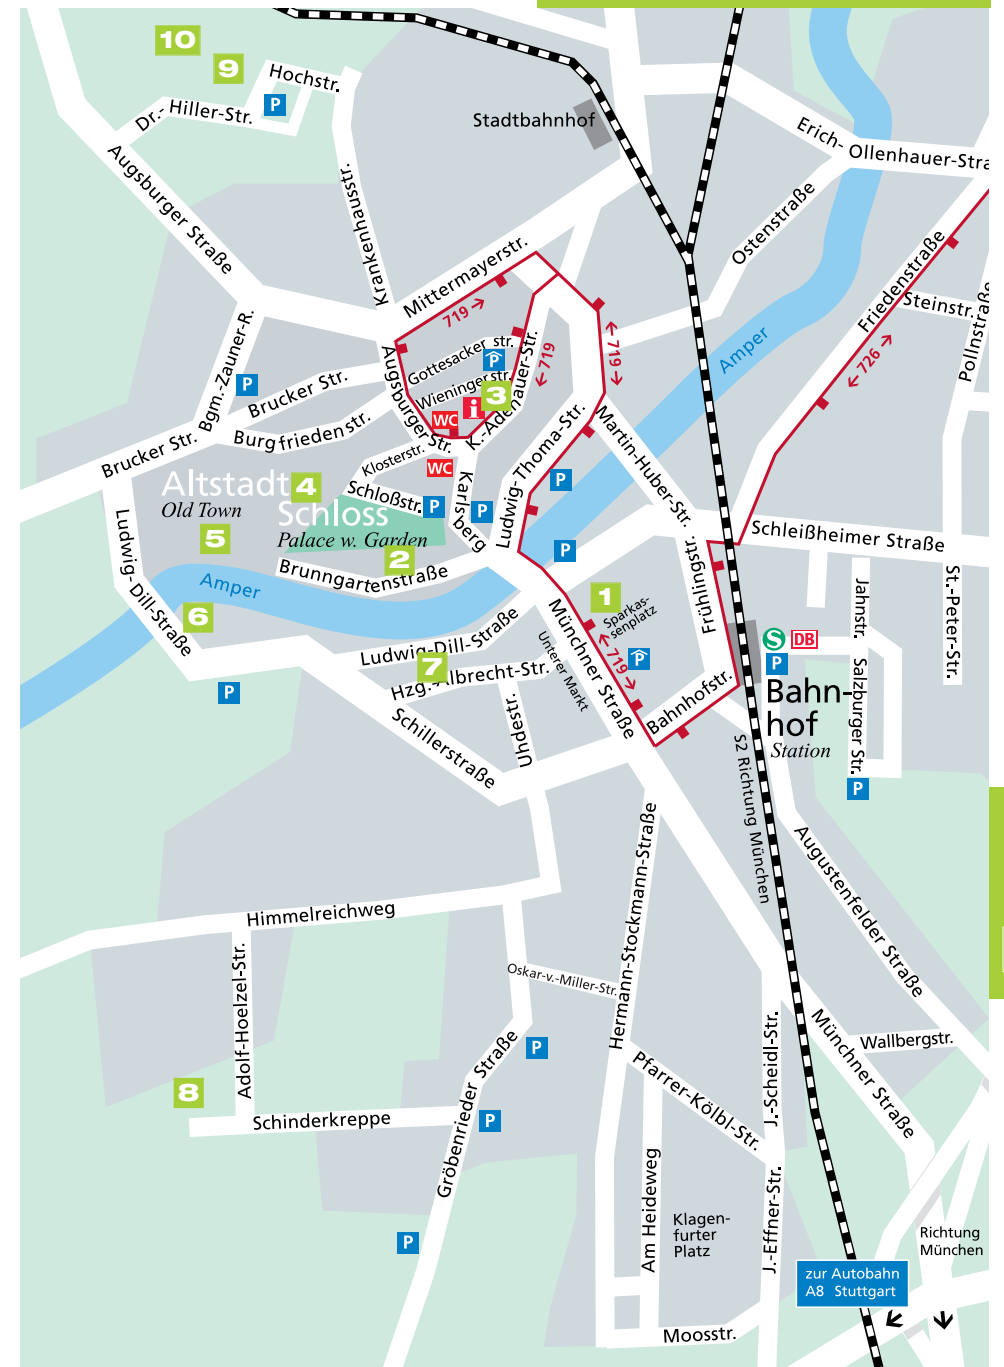 10
9
Hochstr.
P
Dr.- Hiller-Str.
Stadtbahnhof
Erich- Ollenhauer-Stra
Augsburger Straße
Krankenhausstr.
Ostenstraße
Mittermayerstr.
Friedenstraße
Steinstr.
Pollnstraße
719 →
← 719 →
← 719
← 726 →
Amper
Bgm.-Zauner-R.
Gottesacker str.
P
Wieningerstr.
3
K.-Adenauer-Str.
Augsburger Str.
P
Brucker Str.
WC
i
Burgfriedenstr.
Brucker Str.
Klosterstr.
WC
Schloßstr.
P
Karlsberg
P
Ludwig-Thoma-Str.
P
P
Martin-Huber-Str.
Altstadt
Old Town
4
Schloss
Palace w. Garden
5
2
Brunngartenstraße
Schleißheimer Straße
Frühlingstr.
Jahnstr.
St.-Peter-Str.
Ludwig-Dill-Straße
Amper
6
1
Sparkas-
senplatz
← 719 →
P
Münchner Straße
Unterer Markt
Ludwig-Dill-Straße
7
Hzg.-Albrecht-Str.
P
S
DB
P
Bahn-
hof
Station
Salzburger Str.
P
Bahnhofstr.
Schillerstraße
Uhdestr.
S2 Richtung München
Hermann-Stockmann-Straße
Augustenfelder Straße
Himmelreichweg
Adolf-Hoelzel-Str.
Oskar-v.-Miller-Str.
P
Gröbenrieder Straße
8
Schinderkreppe
P
Pfarrer-Kölbl-Str.
J.-Scheidl-Str.
Münchner Straße
Wallbergstr.
Am Heideweg
Klagen-
furter
Platz
J.-Effner-Str.
P
Richtung
München
zur Autobahn
A8 Stuttgart
Moosstr.